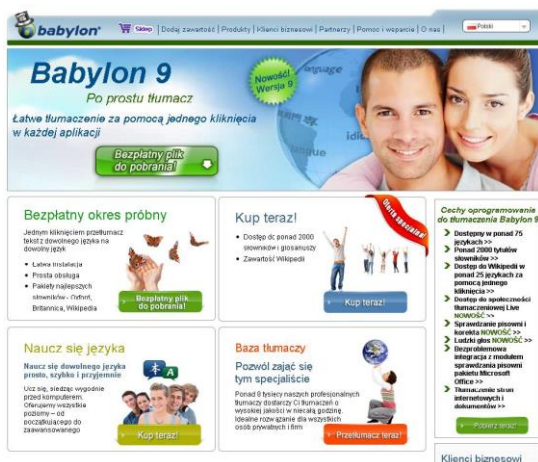 babylon®
Sklep | Dodaj zawartość | Produkty | Klienci biznesowi | Partnerzy | Pomoc i wsparcie | O nas |
Polski
Babylon 9
Po prostu tłumacz
Łatwe tłumaczenie za pomocą jednego kliknięcia
w każdej aplikacji
Nowość!
Wersja 9
Bezpłatny plik
do pobrania!
Bezpłatny okres próbny
Jednym kliknięciem przetłumacz
tekst z dowolnego języka na
dowolny język
Łatwa instalacja
Prosta obsługa
Pakiety najlepszych
słowników - Oxford,
Britannica, Wikipedia
Bezpłatny plik
do pobrania!
Kup teraz!
Oferta specjalna!
Dostęp do ponad 2000
słowników i glosariuszy
Zawartość Wikipedii
Kup teraz!
Naucz się języka
Naucz się dowolnego języka
prosto, szybko i przyjemnie
Ucz się, siedząc wygodnie
przed komputerem.
Oferujemy wszystkie
poziomy – od
początkującego do
zaawansowanego
Kup teraz!
Baza tłumaczy
Pozwól zająć się
tym specjaliście
Ponad 8 tysięcy naszych profesjonalnych
tłumaczy dostarczy Ci tłumaczeń o
wysokiej jakości w niecałą godzinę.
Idealne rozwiązanie dla wszystkich
osób prywatnych i firm
Przetłumacz teraz!
Cechy oprogramowania
do tłumaczenia Babylon 9
Dostępny w ponad 75
językach >>
Ponad 2000 tytułów
słowników >>
Dostęp do Wikipedii w
ponad 25 językach za
pomocą jednego
kliknięcia >>
Dostęp do społeczności
tłumaczeniowej Live
NOWOŚĆ >>
Sprawdzanie pisowni i
korekta NOWOŚĆ >>
Ludzki głos NOWOŚĆ >>
Bezproblemowa
integracja z modułem
sprawdzania pisowni
pakietu Microsoft
Office >>
Tłumaczenie stron
internetowych i
dokumentów >>
Pobierz teraz!
Klienci biznesowi